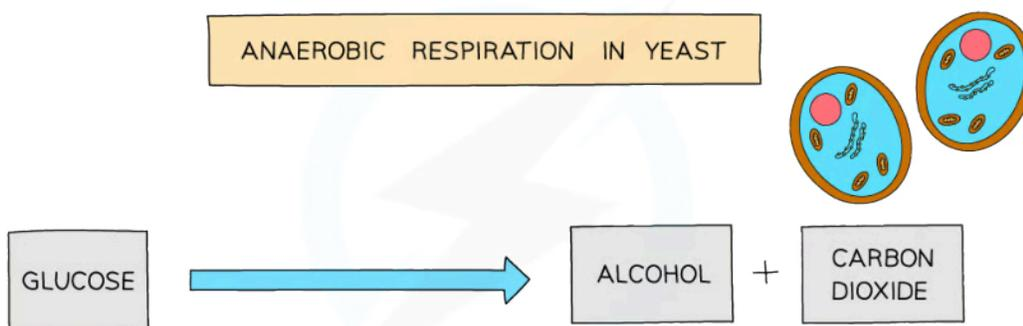 ANAEROBIC RESPIRATION IN YEAST
GLUCOSE
ALCOHOL + CARBON
DIOXIDE